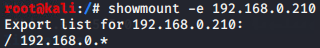 root@kali:/# showmount -e 192.168.0.210
Export list for 192.168.0.210:
/ 192.168.0.*